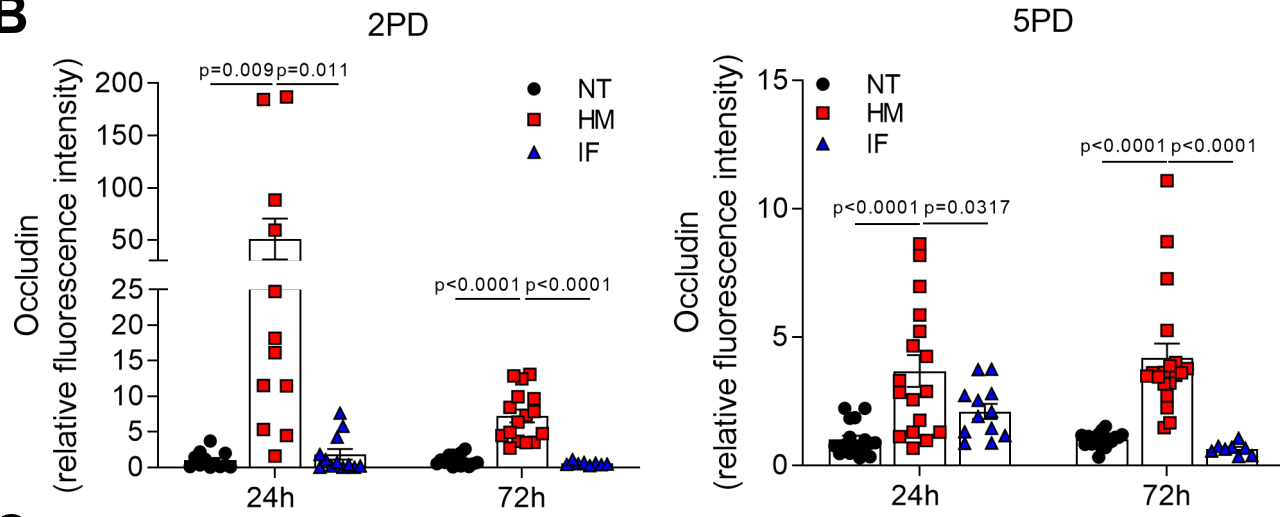 B
2PD
Occludin
(relative fluorescence intensity)
200
150
100
50
25
20
15
10
5
0
p=0.009
p=0.011
p<0.0001
p<0.0001
NT
HM
IF
24h
72h
5PD
Occludin
(relative fluorescence intensity)
15
10
5
0
NT
HM
IF
p<0.0001
p=0.0317
p<0.0001
p<0.0001
24h
72h